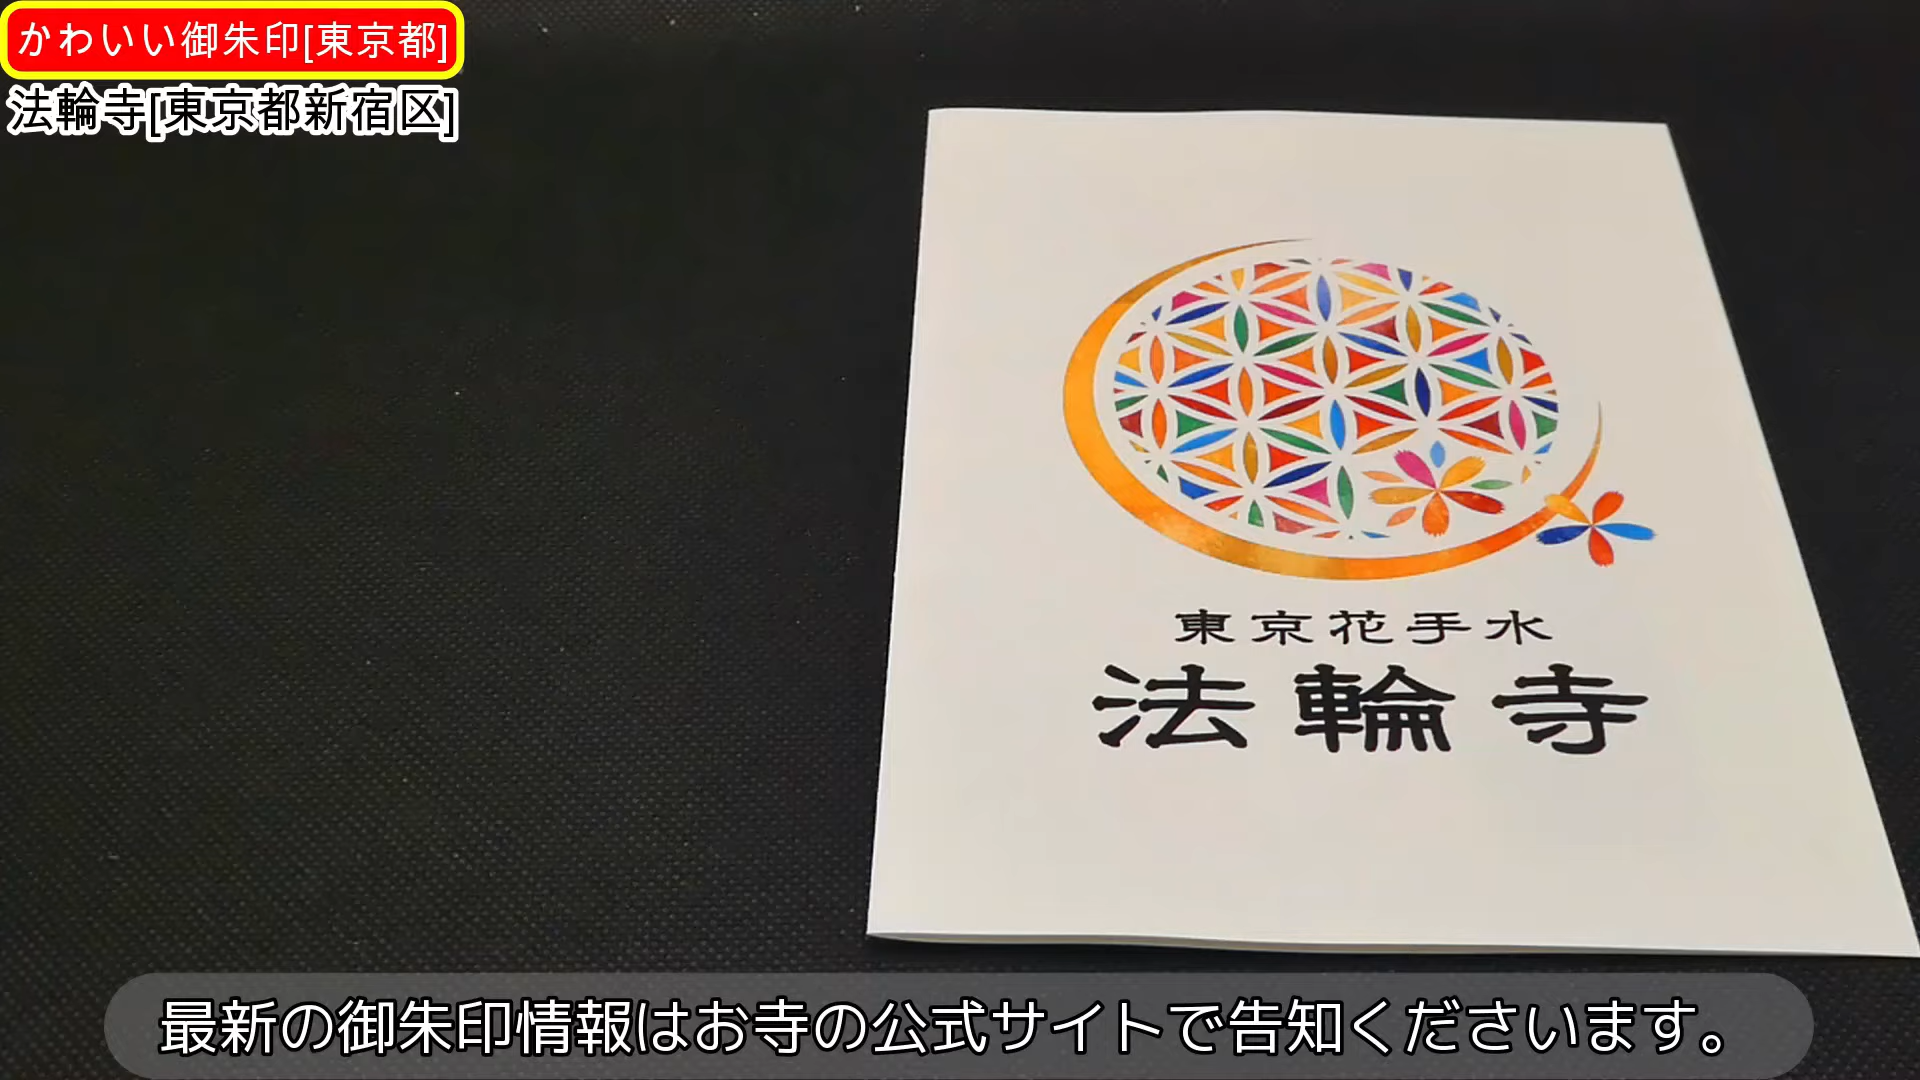 かわいい御朱印[東京都]
法輪寺[東京都新宿区]
東京花手水
法輪寺
最新の御朱印情報はお寺の公式サイトで告知くださいます。